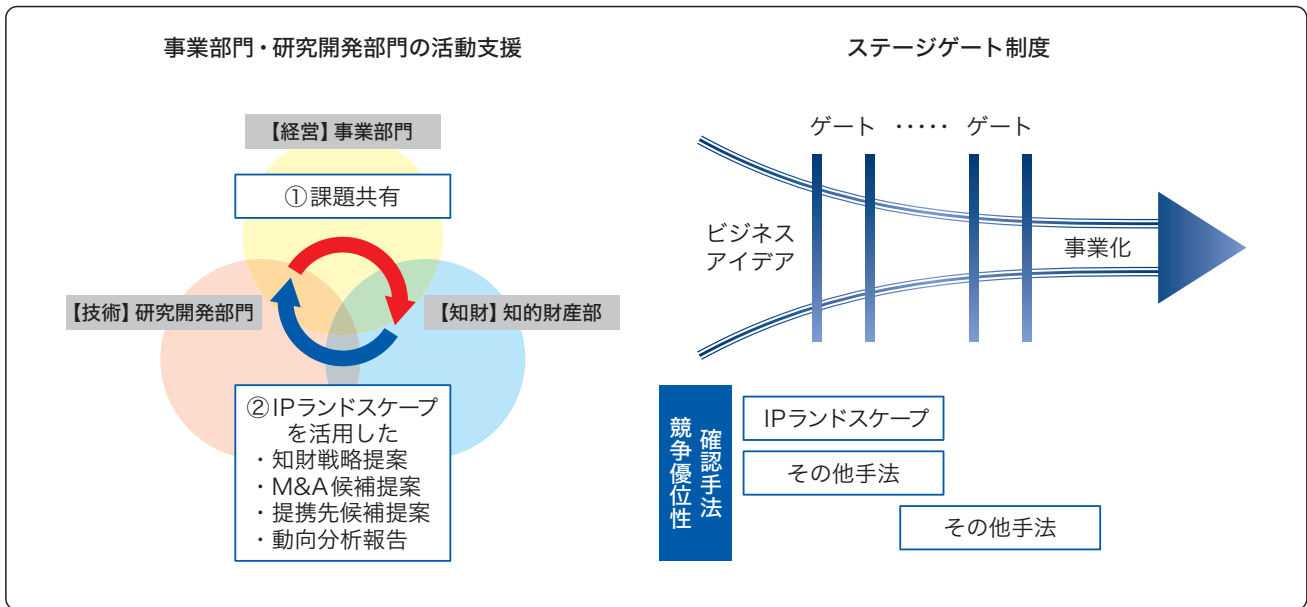 事業部門・研究開発部門の活動支援
【経営】事業部門
①課題共有
【技術】研究開発部門
【知財】知的財産部
②IPランドスケープ
を活用した
・知財戦略提案
・M&A候補提案
・提携先候補提案
・動向分析報告
ステージゲート制度
ゲート ····· ゲート
ビジネス
アイデア
事業化
競争優位性
確認手法
IPランドスケープ
その他手法
その他手法